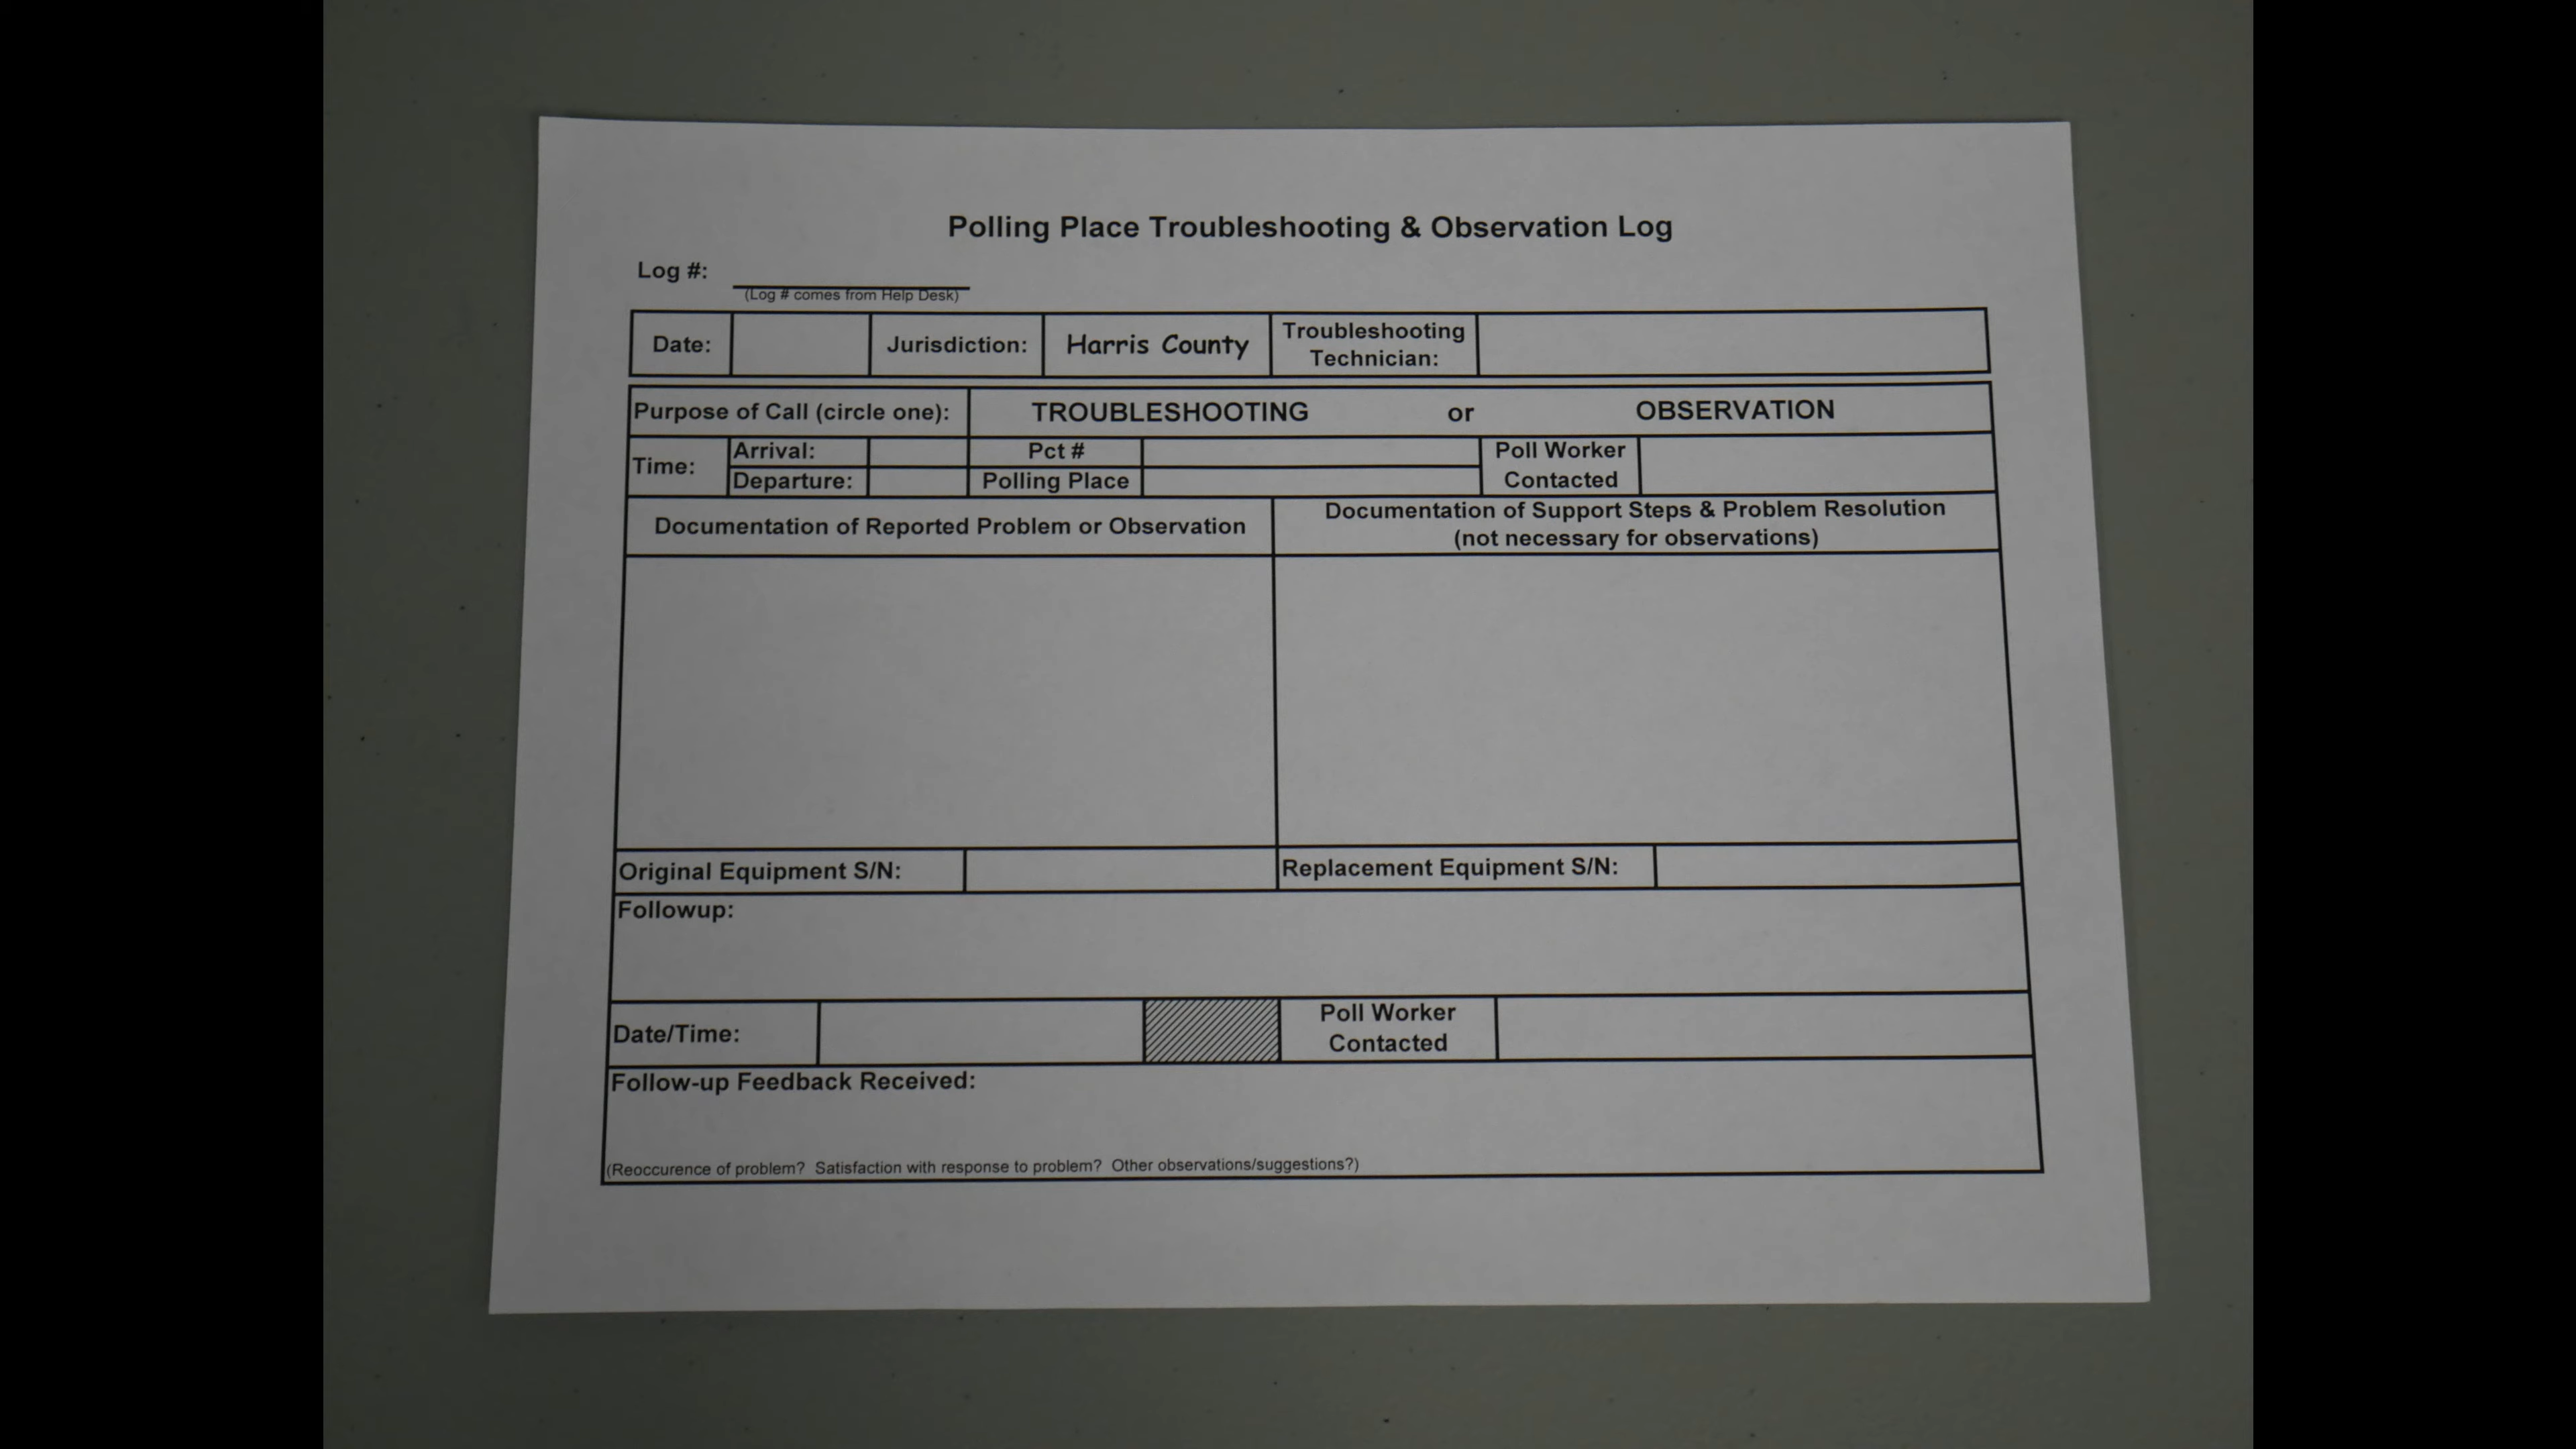 Polling Place Troubleshooting & Observation Log
Log #:
(Log # comes from Help Desk)
Date: Jurisdiction: Harris County Troubleshooting Technician:
Purpose of Call (circle one): TROUBLESHOOTING or OBSERVATION
Time: Arrival: Pct # Poll Worker Contacted
Departure: Polling Place
Documentation of Reported Problem or Observation
Documentation of Support Steps & Problem Resolution
(not necessary for observations)
Original Equipment S/N: Replacement Equipment S/N:
Followup:
Date/Time: Poll Worker Contacted
Follow-up Feedback Received:
(Reoccurence of problem? Satisfaction with response to problem? Other observations/suggestions?)